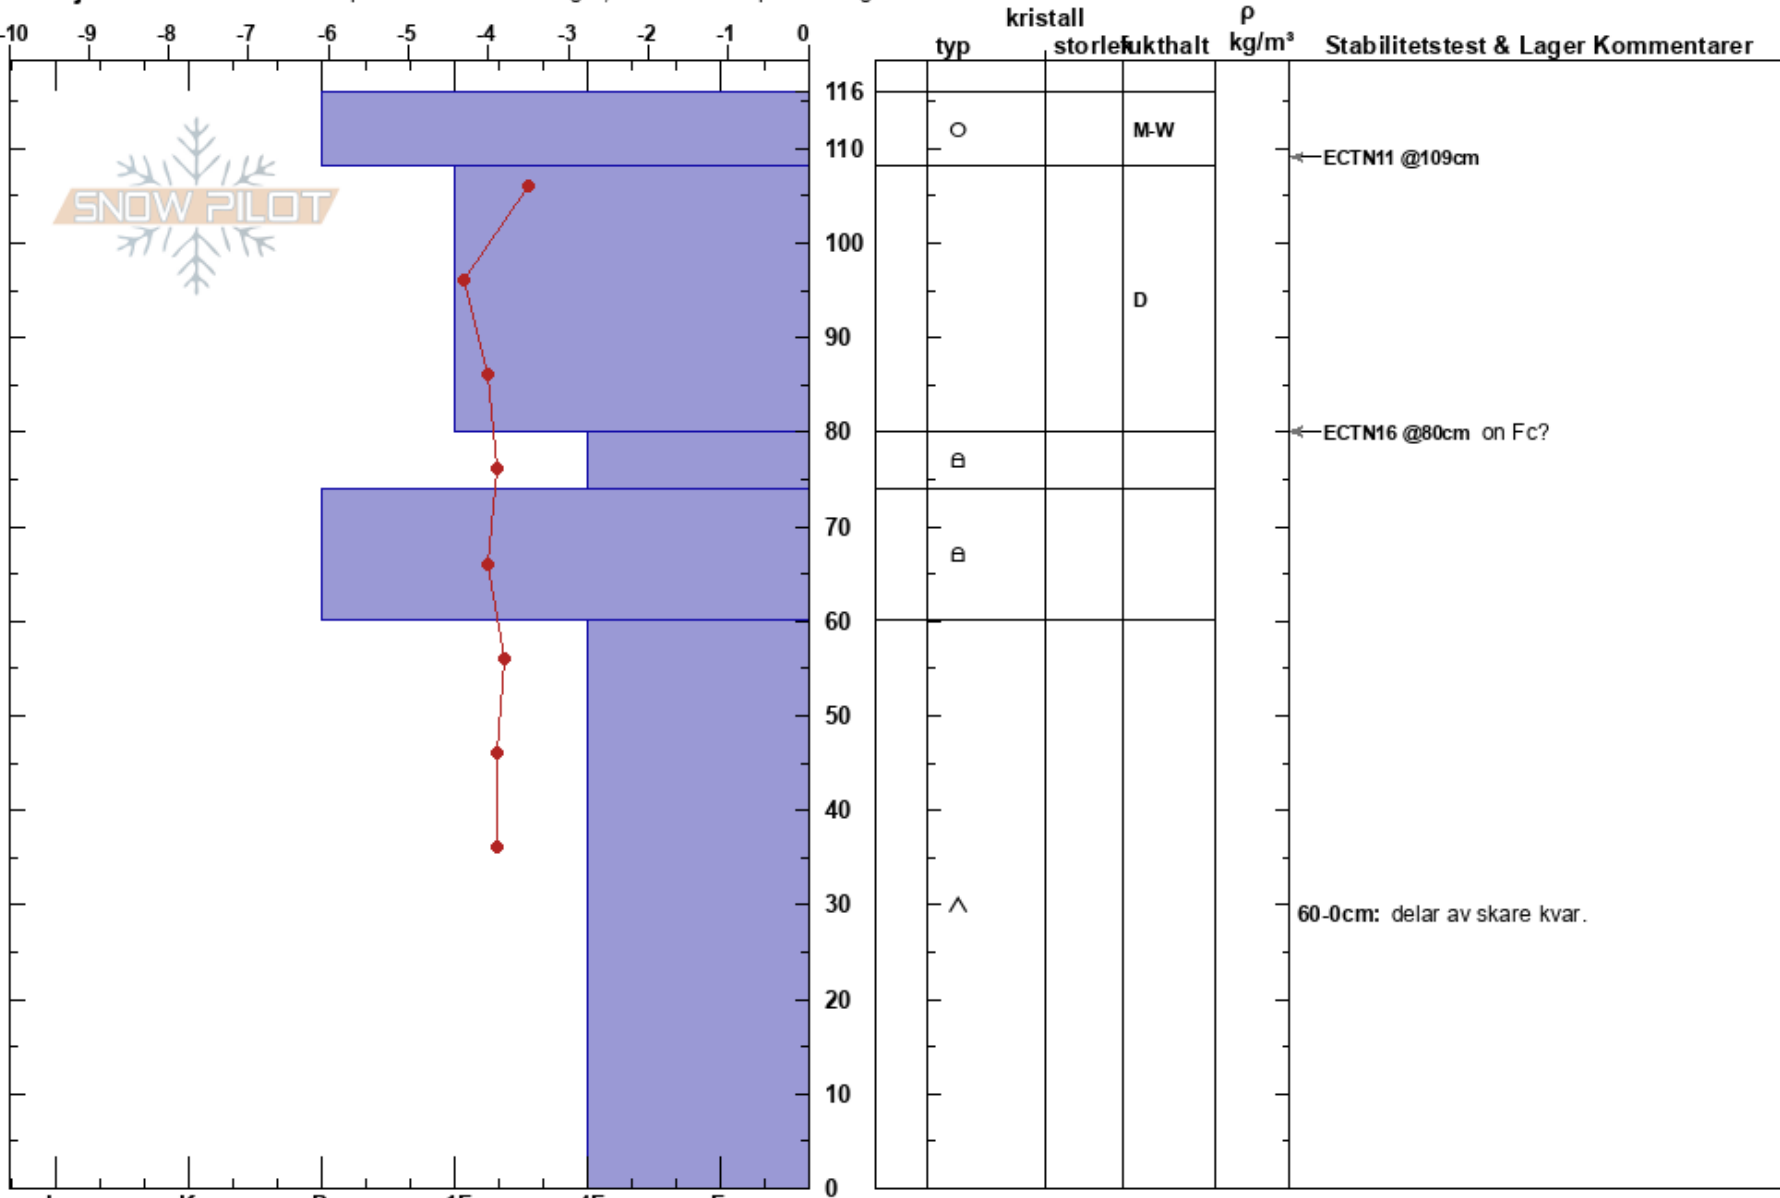 kristall ρ
-10 -9 -8 -7 -6 -5 -4 -3 -2 -1 0 typ storlek fukthalt kg/m³ Stabilitetstest & Lager Kommentarer
116
M-W
110
ECTN11 @109cm
SNOW PILOT
100
D
90
80
ECTN16 @80cm on Fc?
70
60
50
40
30
60-0cm: delar av skare kvar.
20
10
0